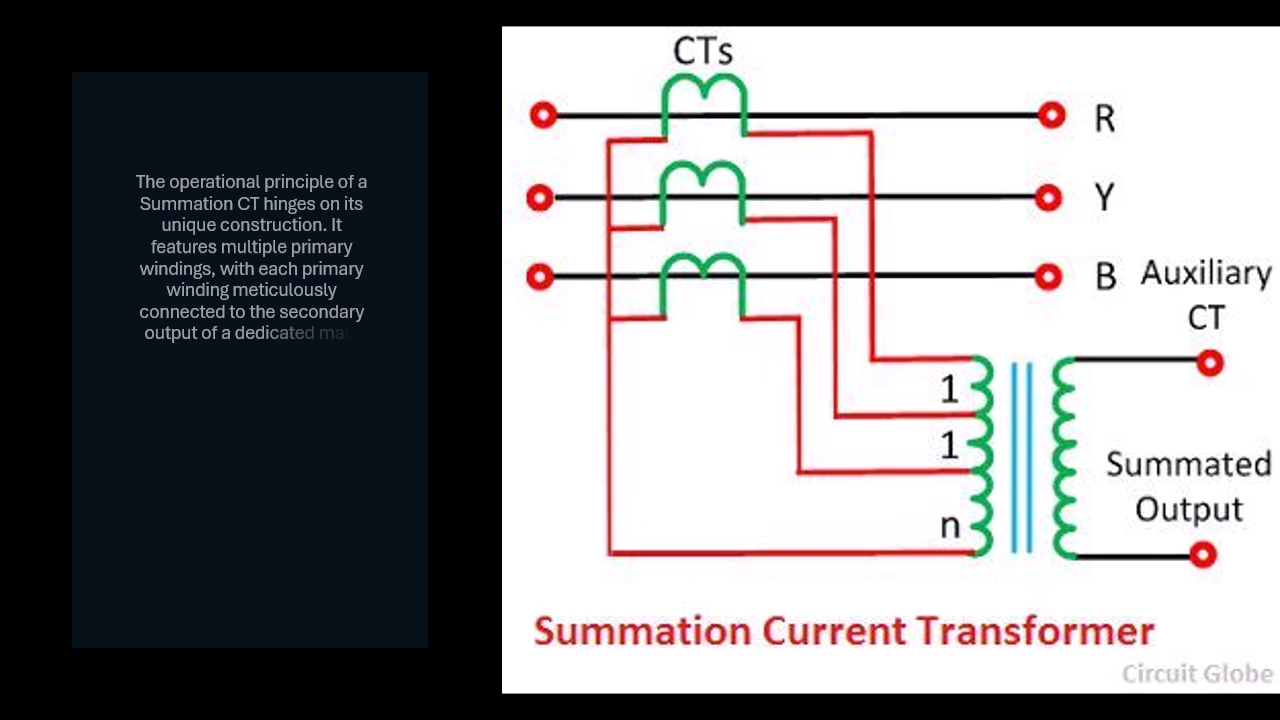 The operational principle of a
Summation CT hinges on its
unique construction. It
features multiple primary
windings, with each primary
winding meticulously
connected to the secondary
output of a dedicated
CTs
R
Y
B
Auxiliary
CT
1
1
n
Summated
Output
Summation Current Transformer
Circuit Globe